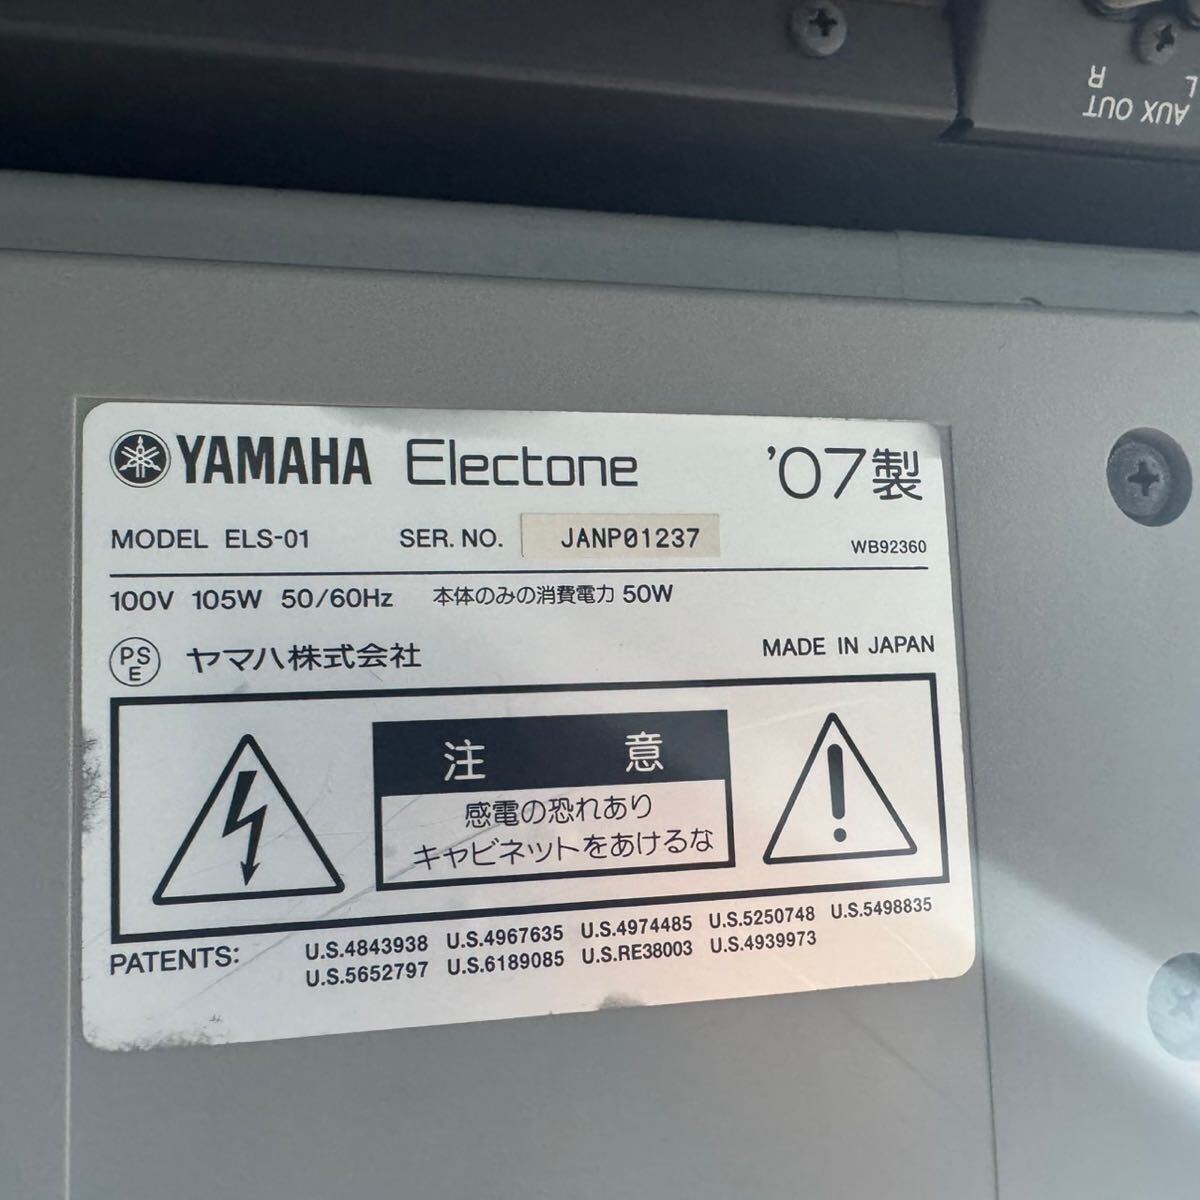 R L
AUX OUT
YAMAHA Electone '07製
MODEL ELS-01 SER. NO. JANP01237 WB92360
100V 105W 50/60Hz 本体のみの消費電力 50W
PSE ヤマハ株式会社 MADE IN JAPAN
注意
感電の恐れあり
キャビネットをあけるな
PATENTS: U.S.4843938 U.S.4967635 U.S.4974485 U.S.5250748 U.S.5498835
U.S.5652797 U.S.6189085 U.S.RE38003 U.S.4939973